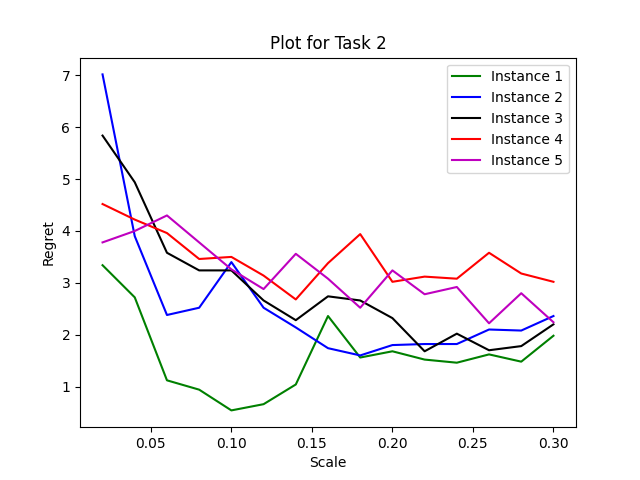 Plot for Task 2
Instance 1
Instance 2
Instance 3
Instance 4
Instance 5
Regret
7
6
5
4
3
2
1
0.05 0.10 0.15 0.20 0.25 0.30
Scale